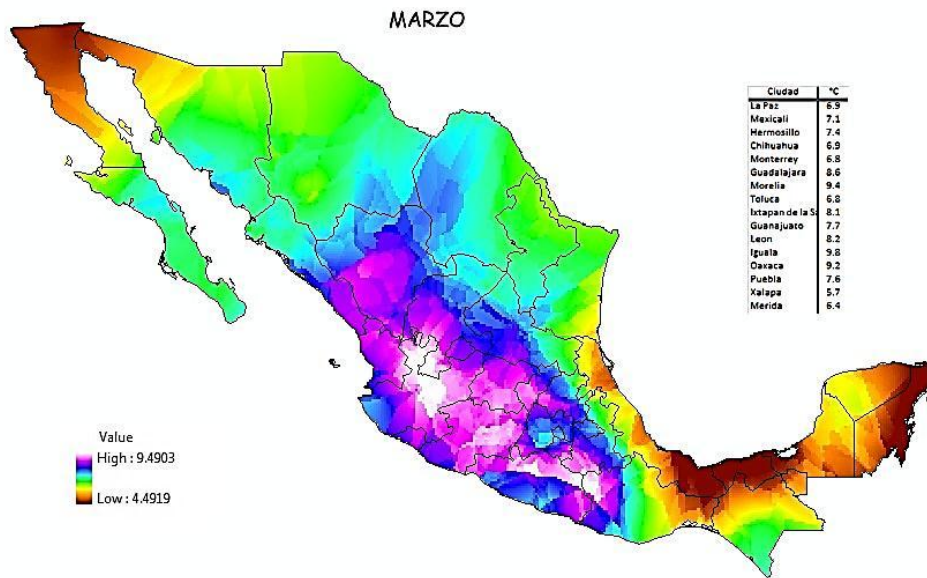 MARZO
Ciudad °C
La Paz 6.9
Mexicali 7.1
Hermosillo 7.4
Chihuahua 6.9
Monterrey 6.8
Guadalajara 8.6
Morelia 9.4
Toluca 6.8
Ixtapan de la S 8.1
Guanajuato 7.7
Leon 8.2
Iguala 9.8
Oaxaca 9.2
Puebla 7.6
Xalapa 5.7
Merida 6.4
Value
High : 9.4903
Low : 4.4919